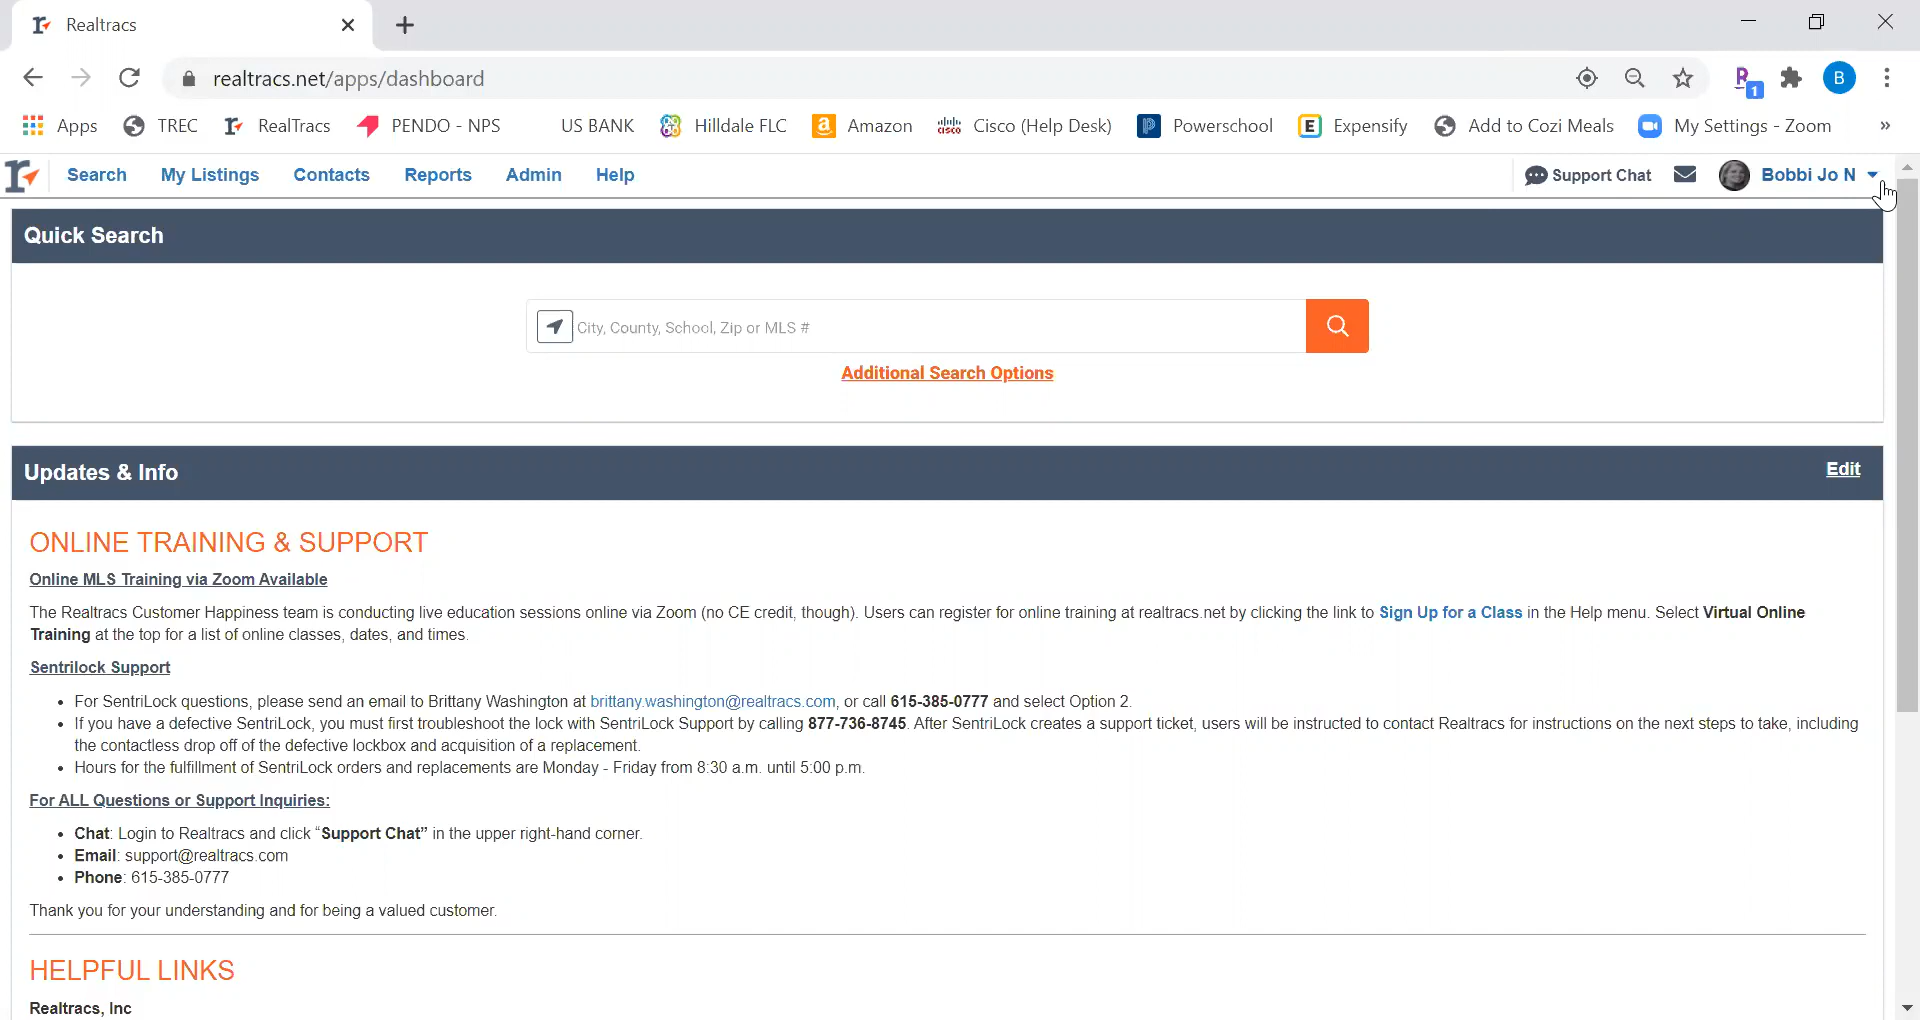 Realtracs
realtracs.net/apps/dashboard
B
1
Apps TREC RealTracs PENDO - NPS US BANK Hilldale FLC Amazon Cisco (Help Desk) Powerschool Expensify Add to Cozi Meals My Settings - Zoom »
Search My Listings Contacts Reports Admin Help Support Chat Bobbi Jo N
Quick Search
City, County, School, Zip or MLS #
Additional Search Options
Updates & Info Edit
ONLINE TRAINING & SUPPORT
Online MLS Training via Zoom Available
The Realtracs Customer Happiness team is conducting live education sessions online via Zoom (no CE credit, though). Users can register for online training at realtracs.net by clicking the link to Sign Up for a Class in the Help menu. Select Virtual Online
Training at the top for a list of online classes, dates, and times.
Sentrilock Support
• For SentriLock questions, please send an email to Brittany Washington at brittany.washington@realtracs.com, or call 615-385-0777 and select Option 2.
• If you have a defective SentriLock, you must first troubleshoot the lock with SentriLock Support by calling 877-736-8745. After SentriLock creates a support ticket, users will be instructed to contact Realtracs for instructions on the next steps to take, including
the contactless drop off of the defective lockbox and acquisition of a replacement.
• Hours for the fulfillment of SentriLock orders and replacements are Monday - Friday from 8:30 a.m. until 5:00 p.m.
For ALL Questions or Support Inquiries:
• Chat: Login to Realtracs and click “Support Chat” in the upper right-hand corner.
• Email: support@realtracs.com
• Phone: 615-385-0777
Thank you for your understanding and for being a valued customer.
HELPFUL LINKS
Realtracs, Inc